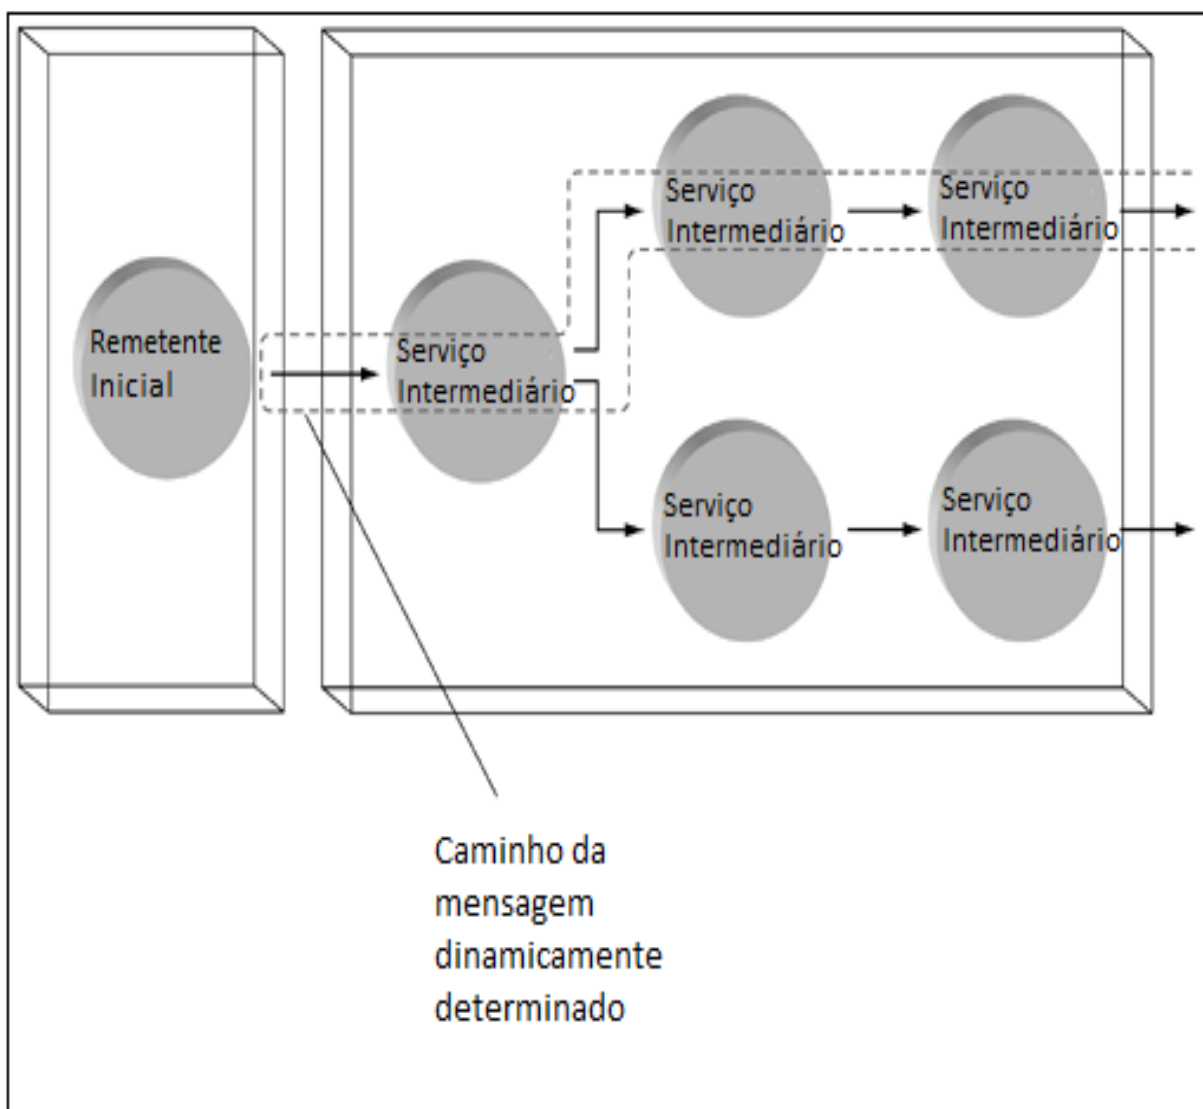 Serviço
Intermediário
Serviço
Intermediário
Remetente
Inicial
Serviço
Intermediário
Serviço
Intermediário
Serviço
Intermediário
Caminho da
mensagem
dinamicamente
determinado